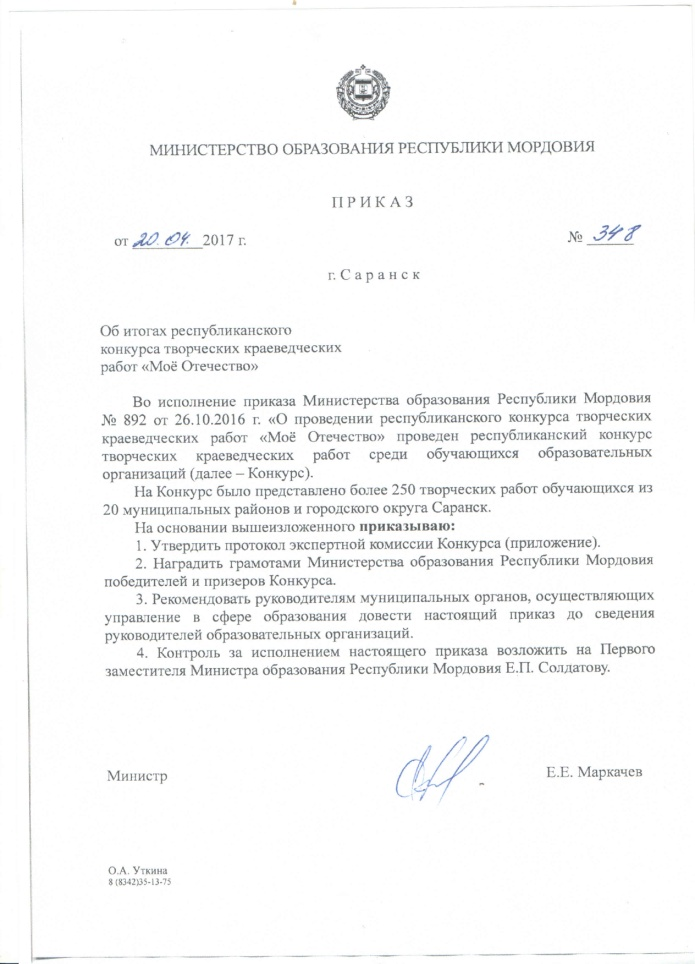 МИНИСТЕРСТВО ОБРАЗОВАНИЯ РЕСПУБЛИКИ МОРДОВИЯ
П Р И К А З
от 20.04. 2017 г. № 348
г. С а р а н с к
Об итогах республиканского
конкурса творческих краеведческих
работ «Моё Отечество»
Во исполнение приказа Министерства образования Республики Мордовия
№ 892 от 26.10.2016 г. «О проведении республиканского конкурса творческих
краеведческих работ «Моё Отечество» проведен республиканский конкурс
творческих краеведческих работ среди обучающихся образовательных
организаций (далее – Конкурс).
На Конкурс было представлено более 250 творческих работ обучающихся из
20 муниципальных районов и городского округа Саранск.
На основании вышеизложенного приказываю:
1. Утвердить протокол экспертной комиссии Конкурса (приложение).
2. Наградить грамотами Министерства образования Республики Мордовия
победителей и призеров Конкурса.
3. Рекомендовать руководителям муниципальных органов, осуществляющих
управление в сфере образования довести настоящий приказ до сведения
руководителей образовательных организаций.
4. Контроль за исполнением настоящего приказа возложить на Первого
заместителя Министра образования Республики Мордовия Е.П. Солдатову.
Министр Е.Е. Маркачев
О.А. Уткина
8 (8342)35-13-75